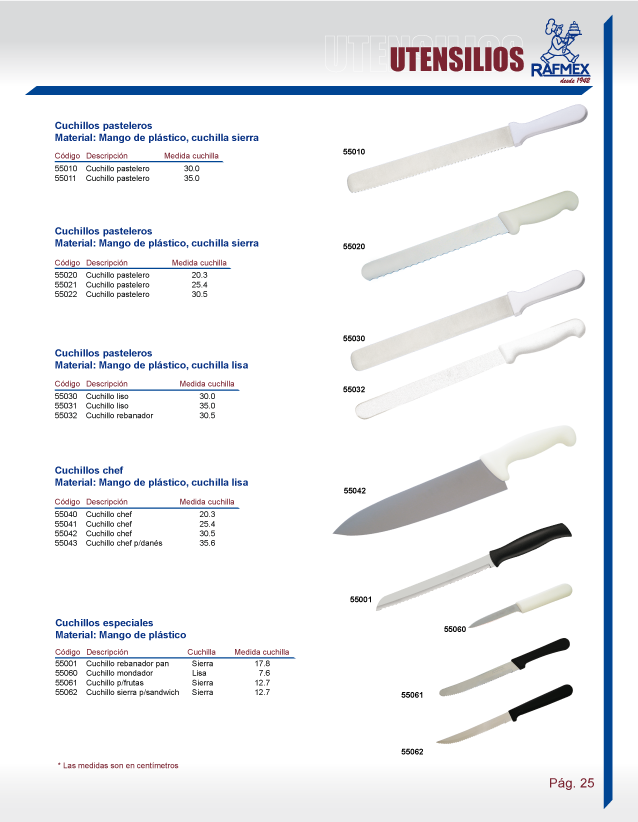 UTENSILIOS
UTENSILIOS
RAFMEX
desde 1942
Cuchillos pasteleros
Material: Mango de plástico, cuchilla sierra
Código Descripción Medida cuchilla
55010 Cuchillo pastelero 30.0
55011 Cuchillo pastelero 35.0
55010
Cuchillos pasteleros
Material: Mango de plástico, cuchilla sierra
Código Descripción Medida cuchilla
55020 Cuchillo pastelero 20.3
55021 Cuchillo pastelero 25.4
55022 Cuchillo pastelero 30.5
55020
55030
Cuchillos pasteleros
Material: Mango de plástico, cuchilla lisa
Código Descripción Medida cuchilla
55030 Cuchillo liso 30.0
55031 Cuchillo liso 35.0
55032 Cuchillo rebanador 30.5
55032
Cuchillos chef
Material: Mango de plástico, cuchilla lisa
Código Descripción Medida cuchilla
55040 Cuchillo chef 20.3
55041 Cuchillo chef 25.4
55042 Cuchillo chef 30.5
55043 Cuchillo chef p/danés 35.6
55042
55001
55060
Cuchillos especiales
Material: Mango de plástico
Código Descripción Cuchilla Medida cuchilla
55001 Cuchillo rebanador pan Sierra 17.8
55060 Cuchillo mondador Lisa 7.6
55061 Cuchillo p/frutas Sierra 12.7
55062 Cuchillo sierra p/sandwich Sierra 12.7
55061
55062
* Las medidas son en centímetros
Pág. 25